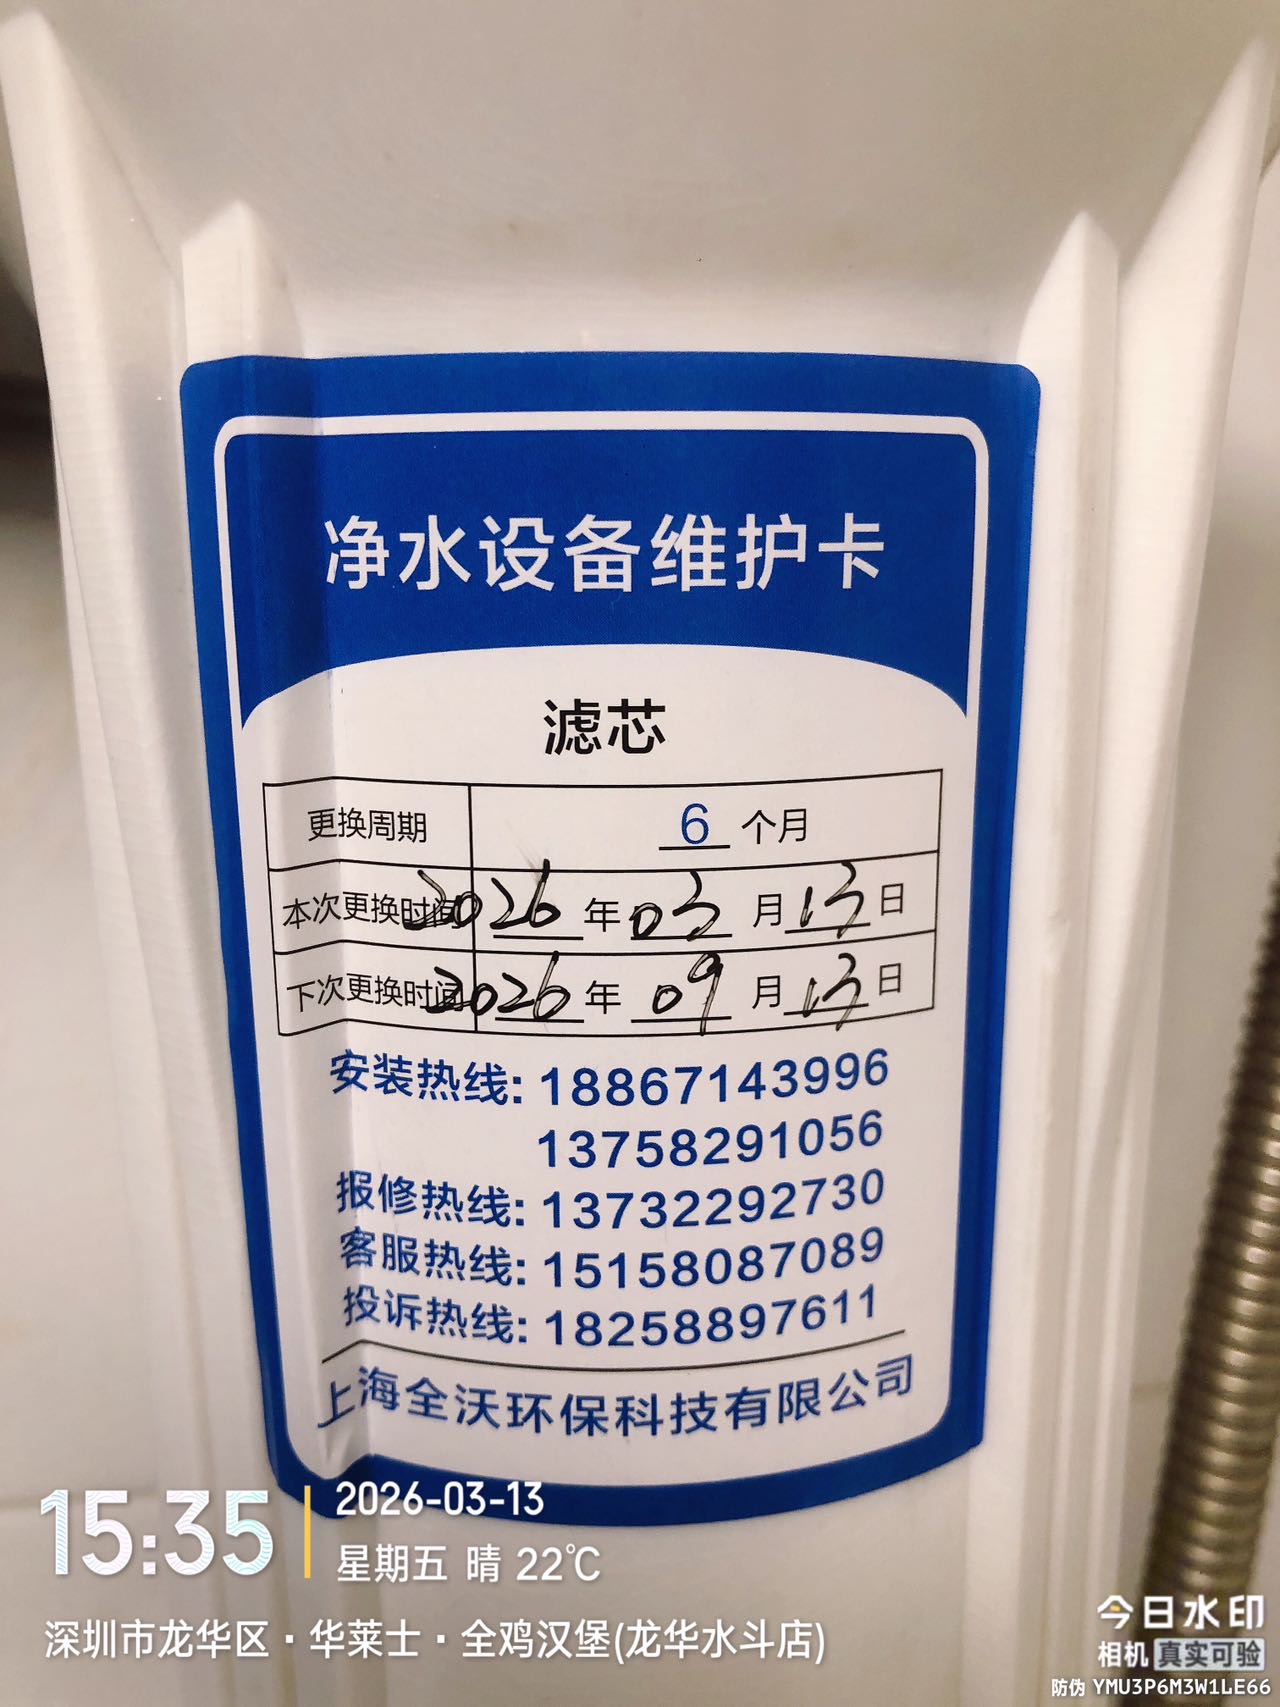 净水设备维护卡
滤芯
更换周期 6 个月
本次更换时间 2026 年 03 月 13 日
下次更换时间 2026 年 09 月 13 日
安装热线: 18867143996
13758291056
报修热线: 13732292730
客服热线: 15158087089
投诉热线: 18258897611
上海全沃环保科技有限公司
15:35
2026-03-13
星期五 晴 22℃
深圳市龙华区·华莱士·全鸡汉堡(龙华水斗店)
今日水印
相机 真实可验
防伪 YMU3P6M3W1LE66